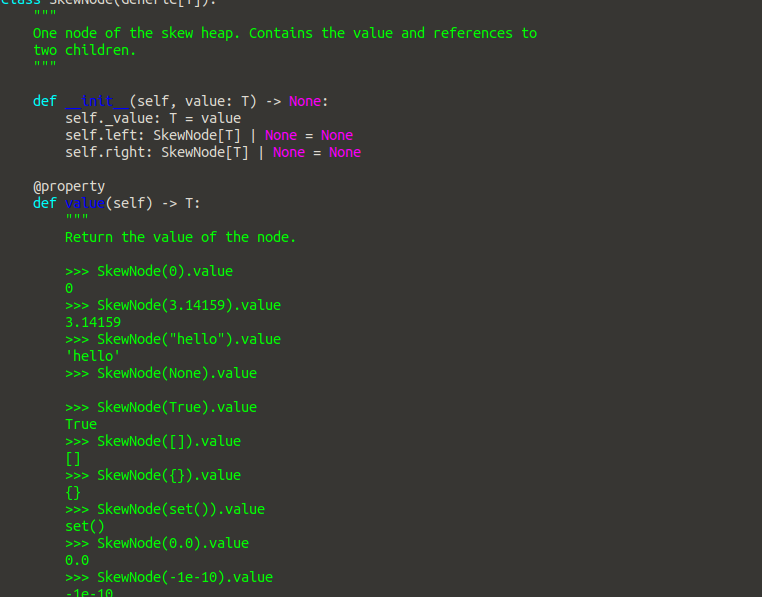 class SkewNode(Generic[T]):
    """
    One node of the skew heap. Contains the value and references to
    two children.
    """

    def __init__(self, value: T) -> None:
        self._value: T = value
        self.left: SkewNode[T] | None = None
        self.right: SkewNode[T] | None = None

    @property
    def value(self) -> T:
        """
        Return the value of the node.

        >>> SkewNode(0).value
        0
        >>> SkewNode(3.14159).value
        3.14159
        >>> SkewNode("hello").value
        'hello'
        >>> SkewNode(None).value

        >>> SkewNode(True).value
        True
        >>> SkewNode([]).value
        []
        >>> SkewNode({}).value
        {}
        >>> SkewNode(set()).value
        set()
        >>> SkewNode(0.0).value
        0.0
        >>> SkewNode(-1e-10).value
        -1e-10